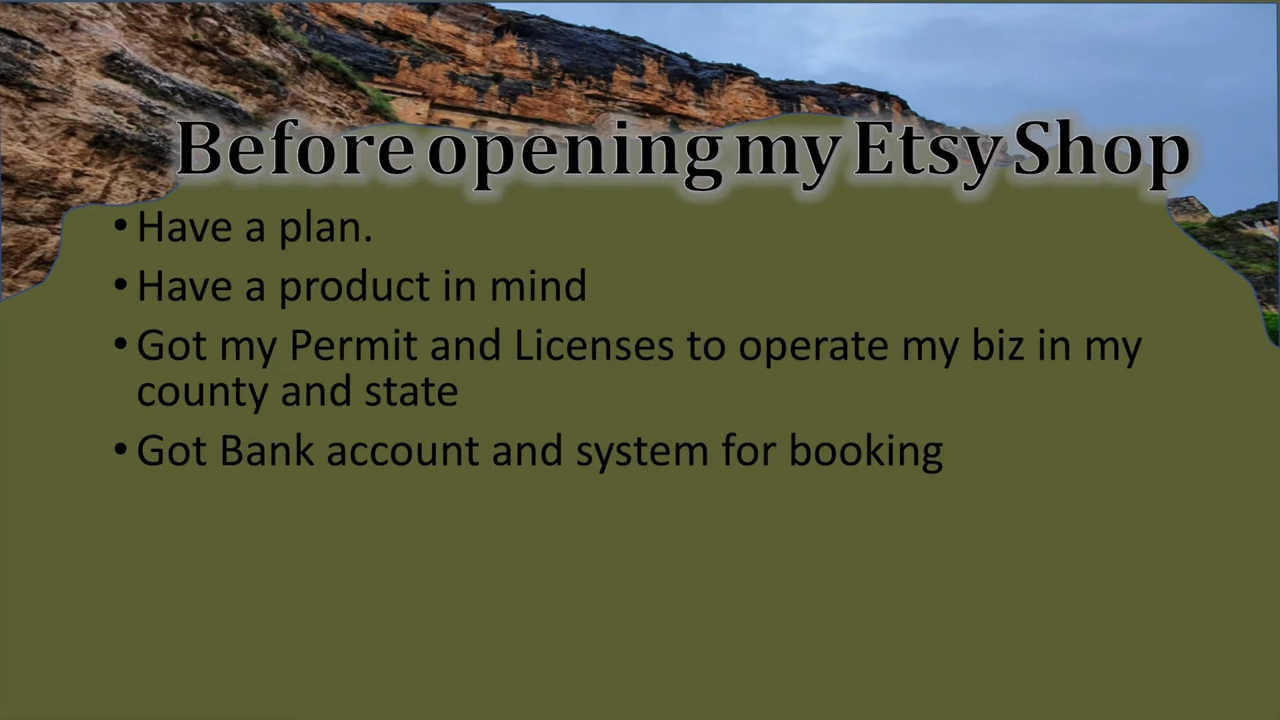 Before opening my Etsy Shop
• Have a plan.
• Have a product in mind
• Got my Permit and Licenses to operate my biz in my
county and state
• Got Bank account and system for booking